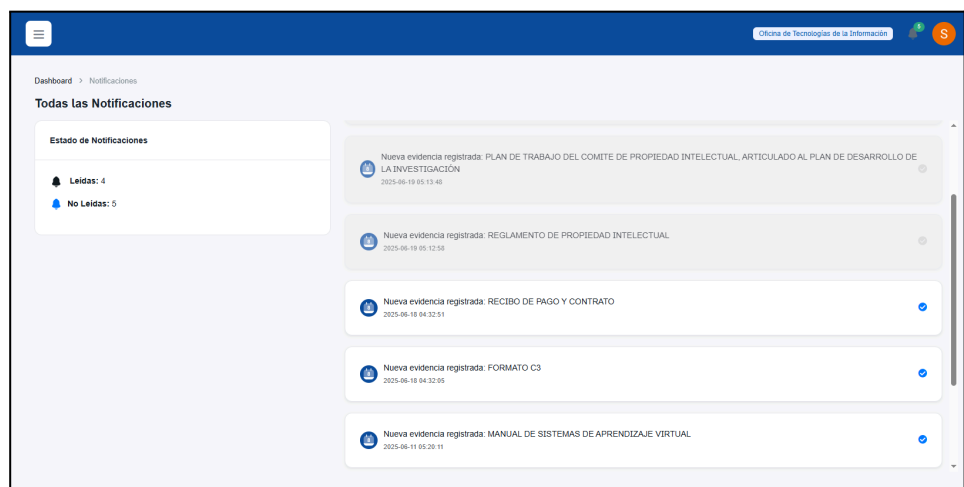 Oficina de Tecnologías de la Información
5
S
Dashboard > Notificaciones
Todas las Notificaciones
Estado de Notificaciones
Leídas: 4
No Leídas: 5
Nueva evidencia registrada: PLAN DE TRABAJO DEL COMITE DE PROPIEDAD INTELECTUAL, ARTICULADO AL PLAN DE DESARROLLO DE
LA INVESTIGACIÓN
2025-06-19 05:13:40
Nueva evidencia registrada: REGLAMENTO DE PROPIEDAD INTELECTUAL
2025-06-19 05:12:58
Nueva evidencia registrada: RECIBO DE PAGO Y CONTRATO
2025-06-18 04:32:51
Nueva evidencia registrada: FORMATO C3
2025-06-18 04:32:05
Nueva evidencia registrada: MANUAL DE SISTEMAS DE APRENDIZAJE VIRTUAL
2025-06-11 05:20:11